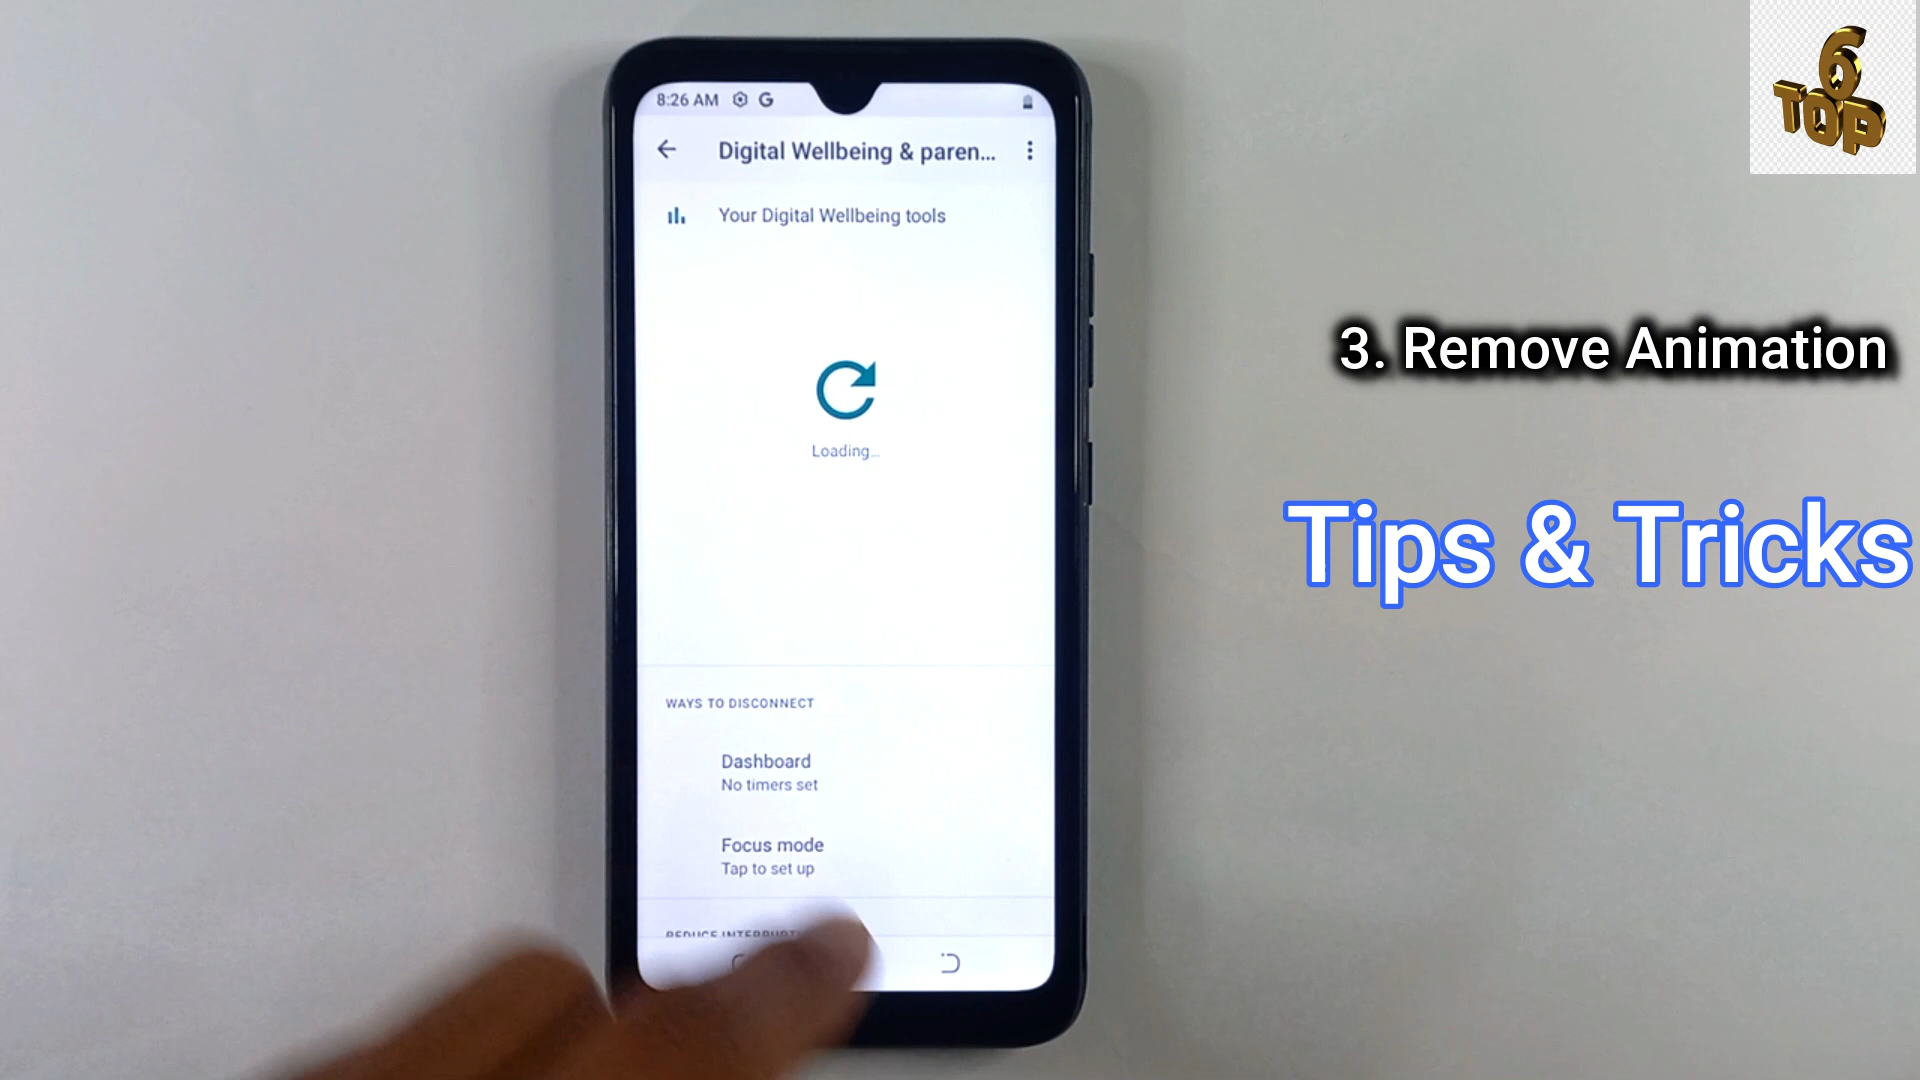 8:26 AM G
Digital Wellbeing & paren...
Your Digital Wellbeing tools
Loading...
WAYS TO DISCONNECT
Dashboard
No timers set
Focus mode
Tap to set up
6
TOP
3. Remove Animation
Tips & Tricks